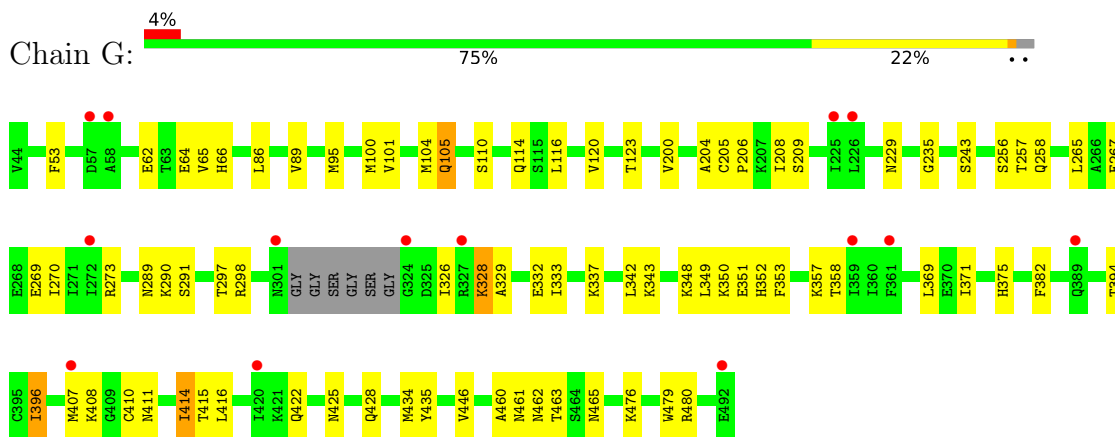 4%
Chain G:
75% 22% • •
V44 F53 D57 A58 E62 T63 E64 V65 H66 L86 V89 M95 M100 V101 M104 Q105 S110 Q114 S115 L116 V120 T123 V200 A204 C205 P206 K207 I208 S209 I225 L226 N229 G235 S243 S256 T257 Q258 L265 A266 E267
E268 E269 I270 I271 I272 R273 N289 K290 S291 T297 R298 N301 GLY GLY SER GLY SER GLY G324 D325 I326 R327 K328 A329 E332 I333 K337 L342 K343 K348 L349 K350 E351 H352 F353 K357 T358 I359 I360 F361 L369 E370 I371 H375 F382 Q389 T394
C395 I396 M407 K408 G409 C410 N411 I414 T415 L416 I420 K421 Q422 N425 Q428 M434 Y435 V446 A460 N461 N462 T463 S464 N465 K476 W479 R480 E492